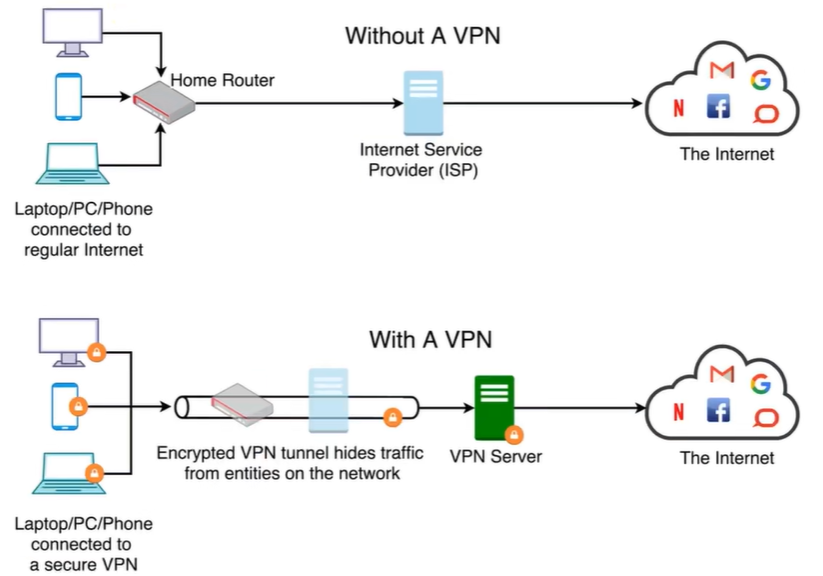 Without A VPN
Home Router
Internet Service
Provider (ISP)
N
G
f
The Internet
Laptop/PC/Phone
connected to
regular Internet
With A VPN
N
G
f
Encrypted VPN tunnel hides traffic
from entities on the network
VPN Server
The Internet
Laptop/PC/Phone
connected to
a secure VPN